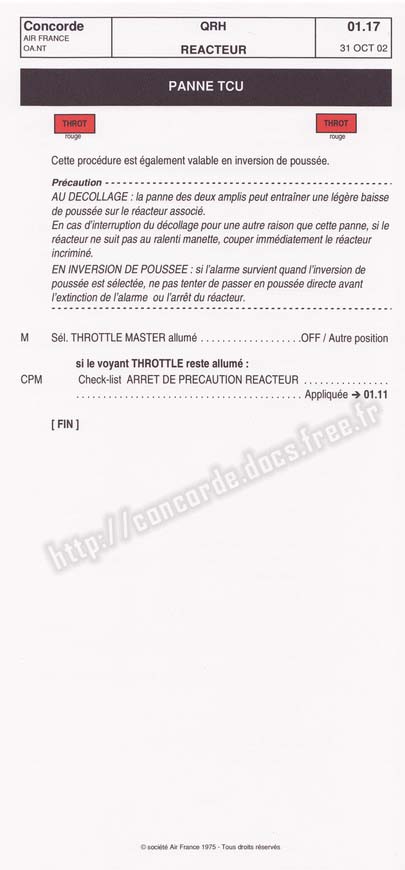 Concorde QRH 01.17
AIR FRANCE
OA.NT REACTEUR 31 OCT 02
PANNE TCU
THROT THROT
rouge rouge
Cette procédure est également valable en inversion de poussée.
Précaution
AU DECOLLAGE : la panne des deux amplis peut entraîner une légère baisse
de poussée sur le réacteur associé.
En cas d'interruption du décollage pour une autre raison que cette panne, si le
réacteur ne suit pas au ralenti manette, couper immédiatement le réacteur
incriminé.
EN INVERSION DE POUSSEE : si l'alarme survient quand l'inversion de
poussée est sélectée, ne pas tenter de passer en poussée directe avant
l'extinction de l'alarme ou l'arrêt du réacteur.
M Sél. THROTTLE MASTER allumé . . . . . . . . . . . . . . . . . . .OFF / Autre position
si le voyant THROTTLE reste allumé :
CPM Check-list ARRET DE PRECAUTION REACTEUR . . . . . . . . . . . . . . . .
. . . . . . . . . . . . . . . . . . . . . . . . . . . . . . . . . . . . . . . . . . Appliquée ➔ 01.11
[ FIN ]
http://concorde.docs.free.fr
© société Air France 1975 - Tous droits réservés